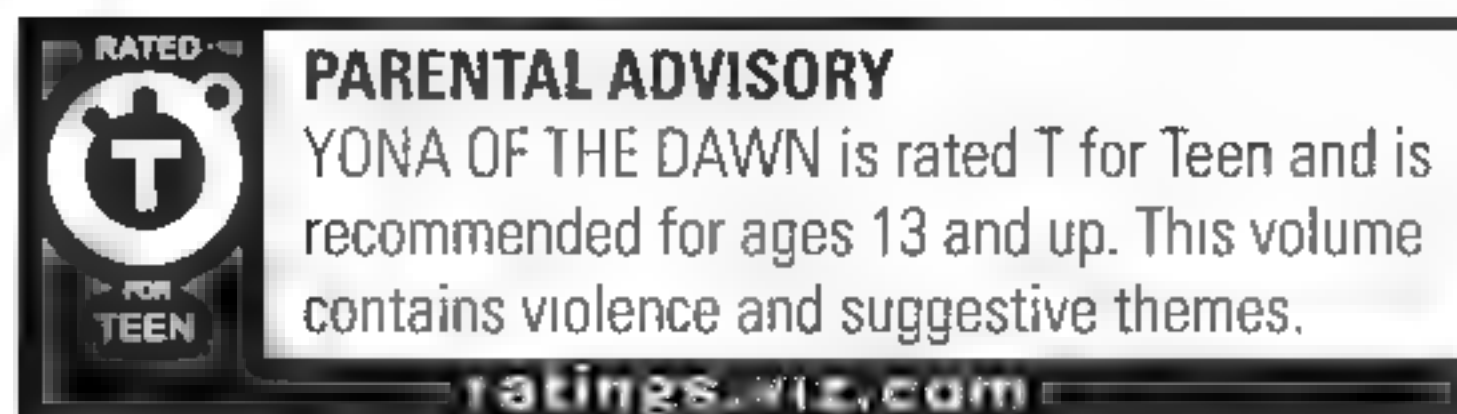 RATED
T
FOR
TEEN
PARENTAL ADVISORY
YONA OF THE DAWN is rated T for Teen and is
recommended for ages 13 and up. This volume
contains violence and suggestive themes.
ratings.viz.com